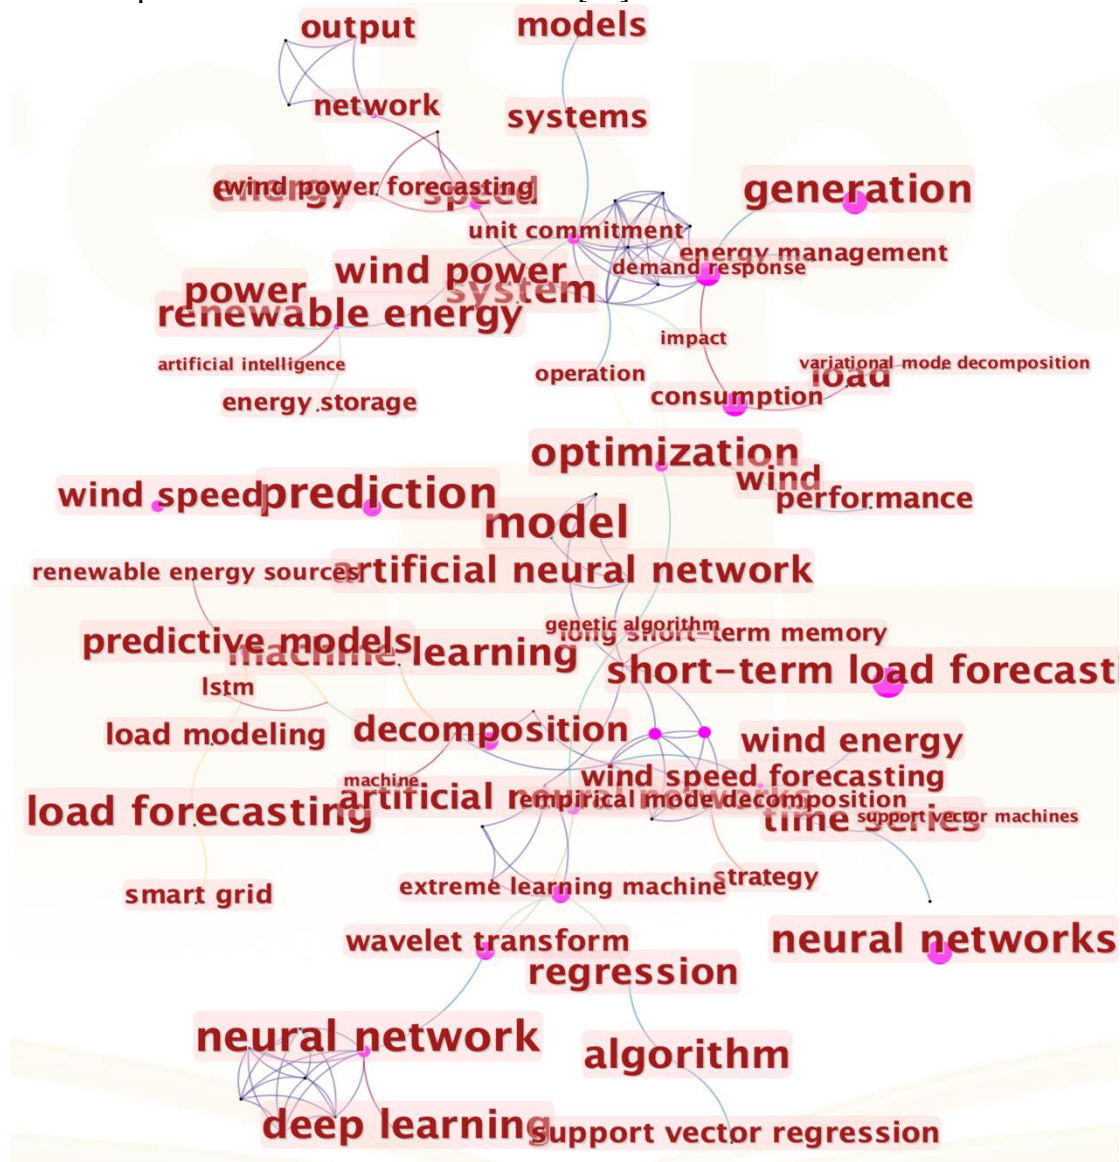 output
models
network
systems
energy
wind power forecasting
speed
generation
unit commitment
energy management
demand response
wind power
system
power
renewable energy
impact
artificial intelligence
variational mode decomposition
load
operation
energy storage
consumption
optimization
wind
performance
wind speed
prediction
model
renewable energy sources
artificial neural network
genetic algorithm
long short-term memory
predictive models
machine learning
short-term load forecasti
lstm
load modeling
decomposition
wind energy
machine
wind speed forecasting
artificial neural networks
empirical mode decomposition
load forecasting
time series
support vector machines
strategy
extreme learning machine
smart grid
wavelet transform
neural networks
regression
neural network
algorithm
deep learning
support vector regression